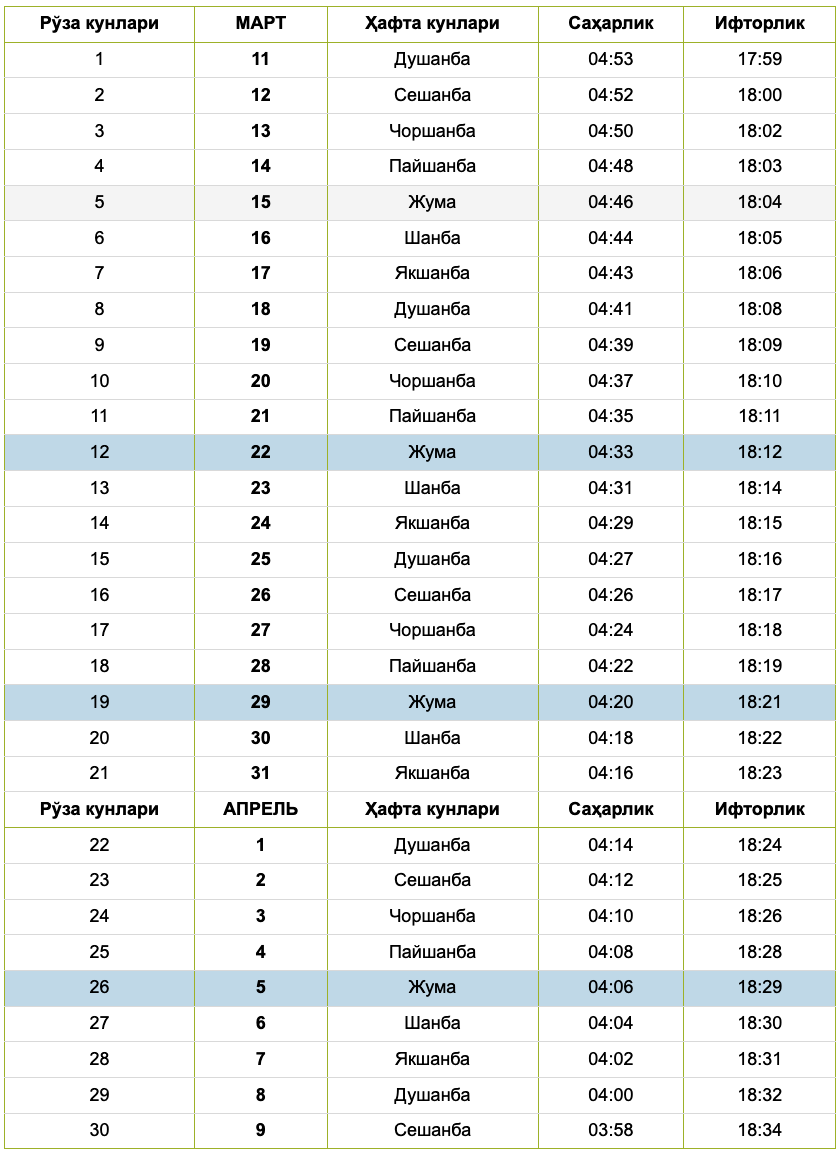 Рўза кунлари МАРТ Ҳафта кунлари Саҳарлик Ифторлик
1 11 Душанба 04:53 17:59
2 12 Сешанба 04:52 18:00
3 13 Чоршанба 04:50 18:02
4 14 Пайшанба 04:48 18:03
5 15 Жума 04:46 18:04
6 16 Шанба 04:44 18:05
7 17 Якшанба 04:43 18:06
8 18 Душанба 04:41 18:08
9 19 Сешанба 04:39 18:09
10 20 Чоршанба 04:37 18:10
11 21 Пайшанба 04:35 18:11
12 22 Жума 04:33 18:12
13 23 Шанба 04:31 18:14
14 24 Якшанба 04:29 18:15
15 25 Душанба 04:27 18:16
16 26 Сешанба 04:26 18:17
17 27 Чоршанба 04:24 18:18
18 28 Пайшанба 04:22 18:19
19 29 Жума 04:20 18:21
20 30 Шанба 04:18 18:22
21 31 Якшанба 04:16 18:23
Рўза кунлари АПРЕЛЬ Ҳафта кунлари Саҳарлик Ифторлик
22 1 Душанба 04:14 18:24
23 2 Сешанба 04:12 18:25
24 3 Чоршанба 04:10 18:26
25 4 Пайшанба 04:08 18:28
26 5 Жума 04:06 18:29
27 6 Шанба 04:04 18:30
28 7 Якшанба 04:02 18:31
29 8 Душанба 04:00 18:32
30 9 Сешанба 03:58 18:34